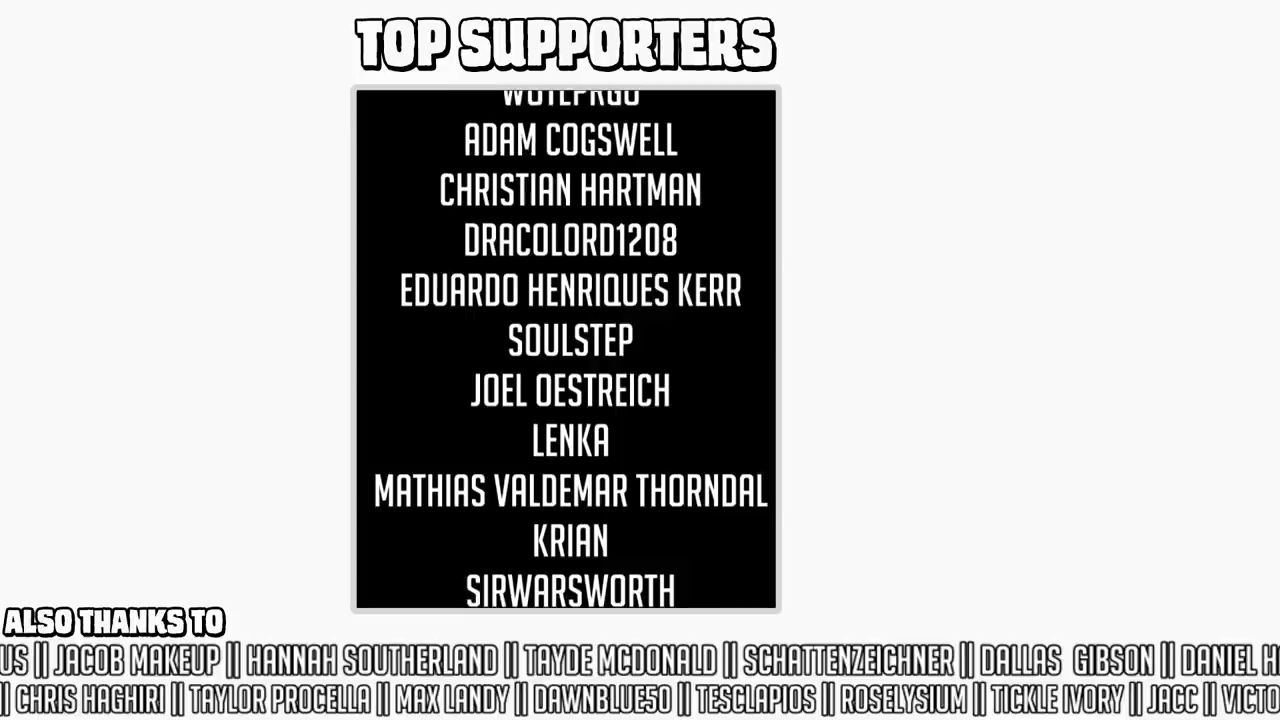 TOP SUPPORTERS
ADAM COGSWELL
CHRISTIAN HARTMAN
DRACOLORD1208
EDUARDO HENRIQUES KERR
SOULSTEP
JOEL OESTREICH
LENKA
MATHIAS VALDEMAR THORNDAL
KRIAN
SIRWARSWORTH
ALSO THANKS TO
US || JACOB MAKEUP || HANNAH SOUTHERLAND || TAYDE MCDONALD || SCHATTENZEICHNER || DALLAS GIBSON || DANIEL H
|| CHRIS HAGHIRI || TAYLOR PROCELLA || MAX LANDY || DAWNBLUE50 || TESCLAPIOS || ROSELYSIUM || TICKLE IVORY || JACC || VICTO